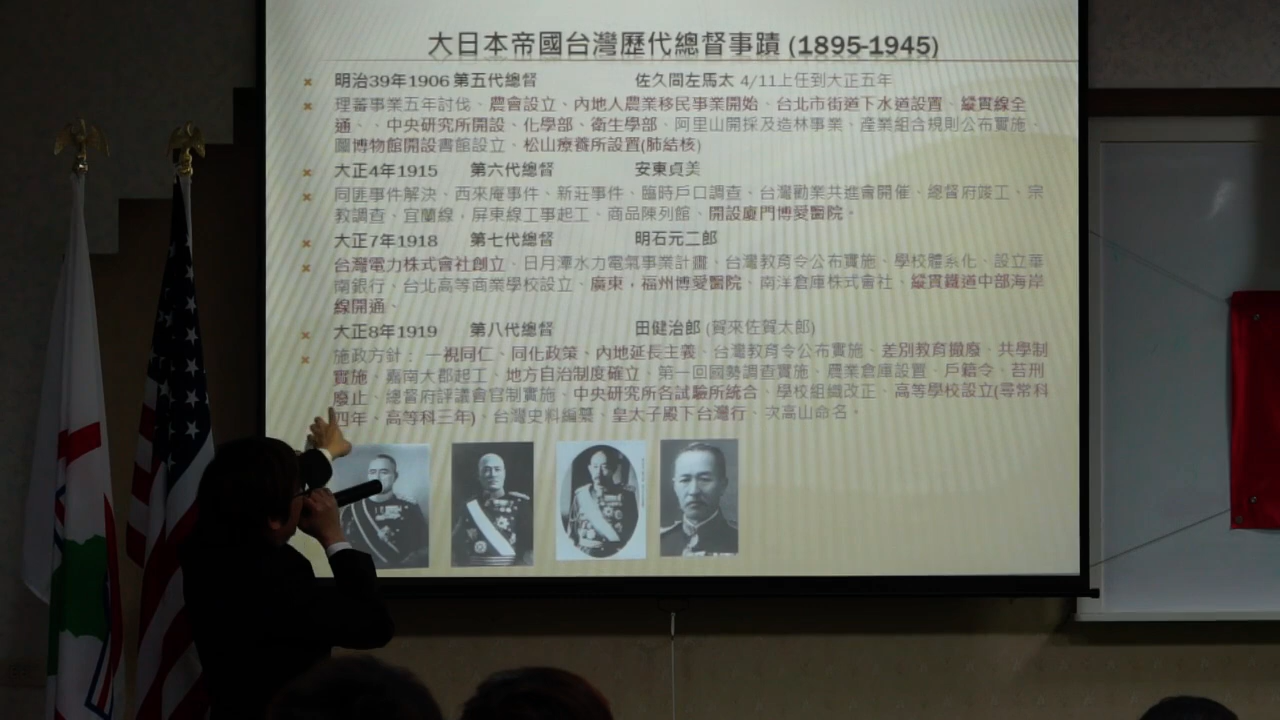 大日本帝國台灣歷代總督事蹟 (1895-1945)
明治39年1906 第五代總督 佐久間左馬太 4/11上任到大正五年
理蕃事業五年討伐、農會設立、內地人農業移民事業開始、台北市街道下水道設置、縱貫線全
通、、中央研究所開設、化學部、衛生學部、阿里山開採及造林事業、產業組合規則公布實施、
圖博物館開設書館設立、松山療養所設置(肺結核)
大正4年1915 第六代總督 安東貞美
同匪事件解決、西來庵事件、新莊事件、臨時戶口調查、台灣勸業共進會開催、總督府竣工、宗
教調查、宜蘭線，屏東線工事起工、商品陳列館、開設廈門博愛醫院。
大正7年1918 第七代總督 明石元二郎
台灣電力株式會社創立、日月潭水力電氣事業計畫、台灣教育令公布實施、學校體系化、設立華
南銀行、台北高等商業學校設立、廣東，福州博愛醫院、南洋倉庫株式會社、縱貫鐵道中部海岸
線開通、
大正8年1919 第八代總督 田健治郎 (賀來佐賀太郎)
施政方針： 一視同仁、同化政策、內地延長主義、台灣教育令公布實施、差別教育撤廢、共學制
實施、嘉南大郡起工、地方自治制度確立、第一回國勢調查實施、農業倉庫設置、戶籍令、笞刑
廢止、總督府評議會官制實施、中央研究所各試驗所統合、學校組織改正、高等學校設立(尋常科
四年、高等科三年)、台灣史料編纂、皇太子殿下台灣行、次高山命名。